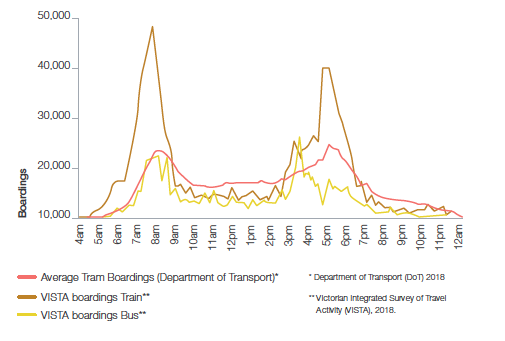 50,000
40,000
30,000
20,000
10,000
Boardings
4am 5am 6am 7am 8am 9am 10am 11am 12pm 1pm 2pm 3pm 4pm 5pm 6pm 7pm 8pm 9pm 10pm 11pm 12am
Average Tram Boardings (Department of Transport)*
VISTA boardings Train**
VISTA boardings Bus**
* Department of Transport (DoT) 2018
** Victorian Integrated Survey of Travel
Activity (VISTA), 2018.